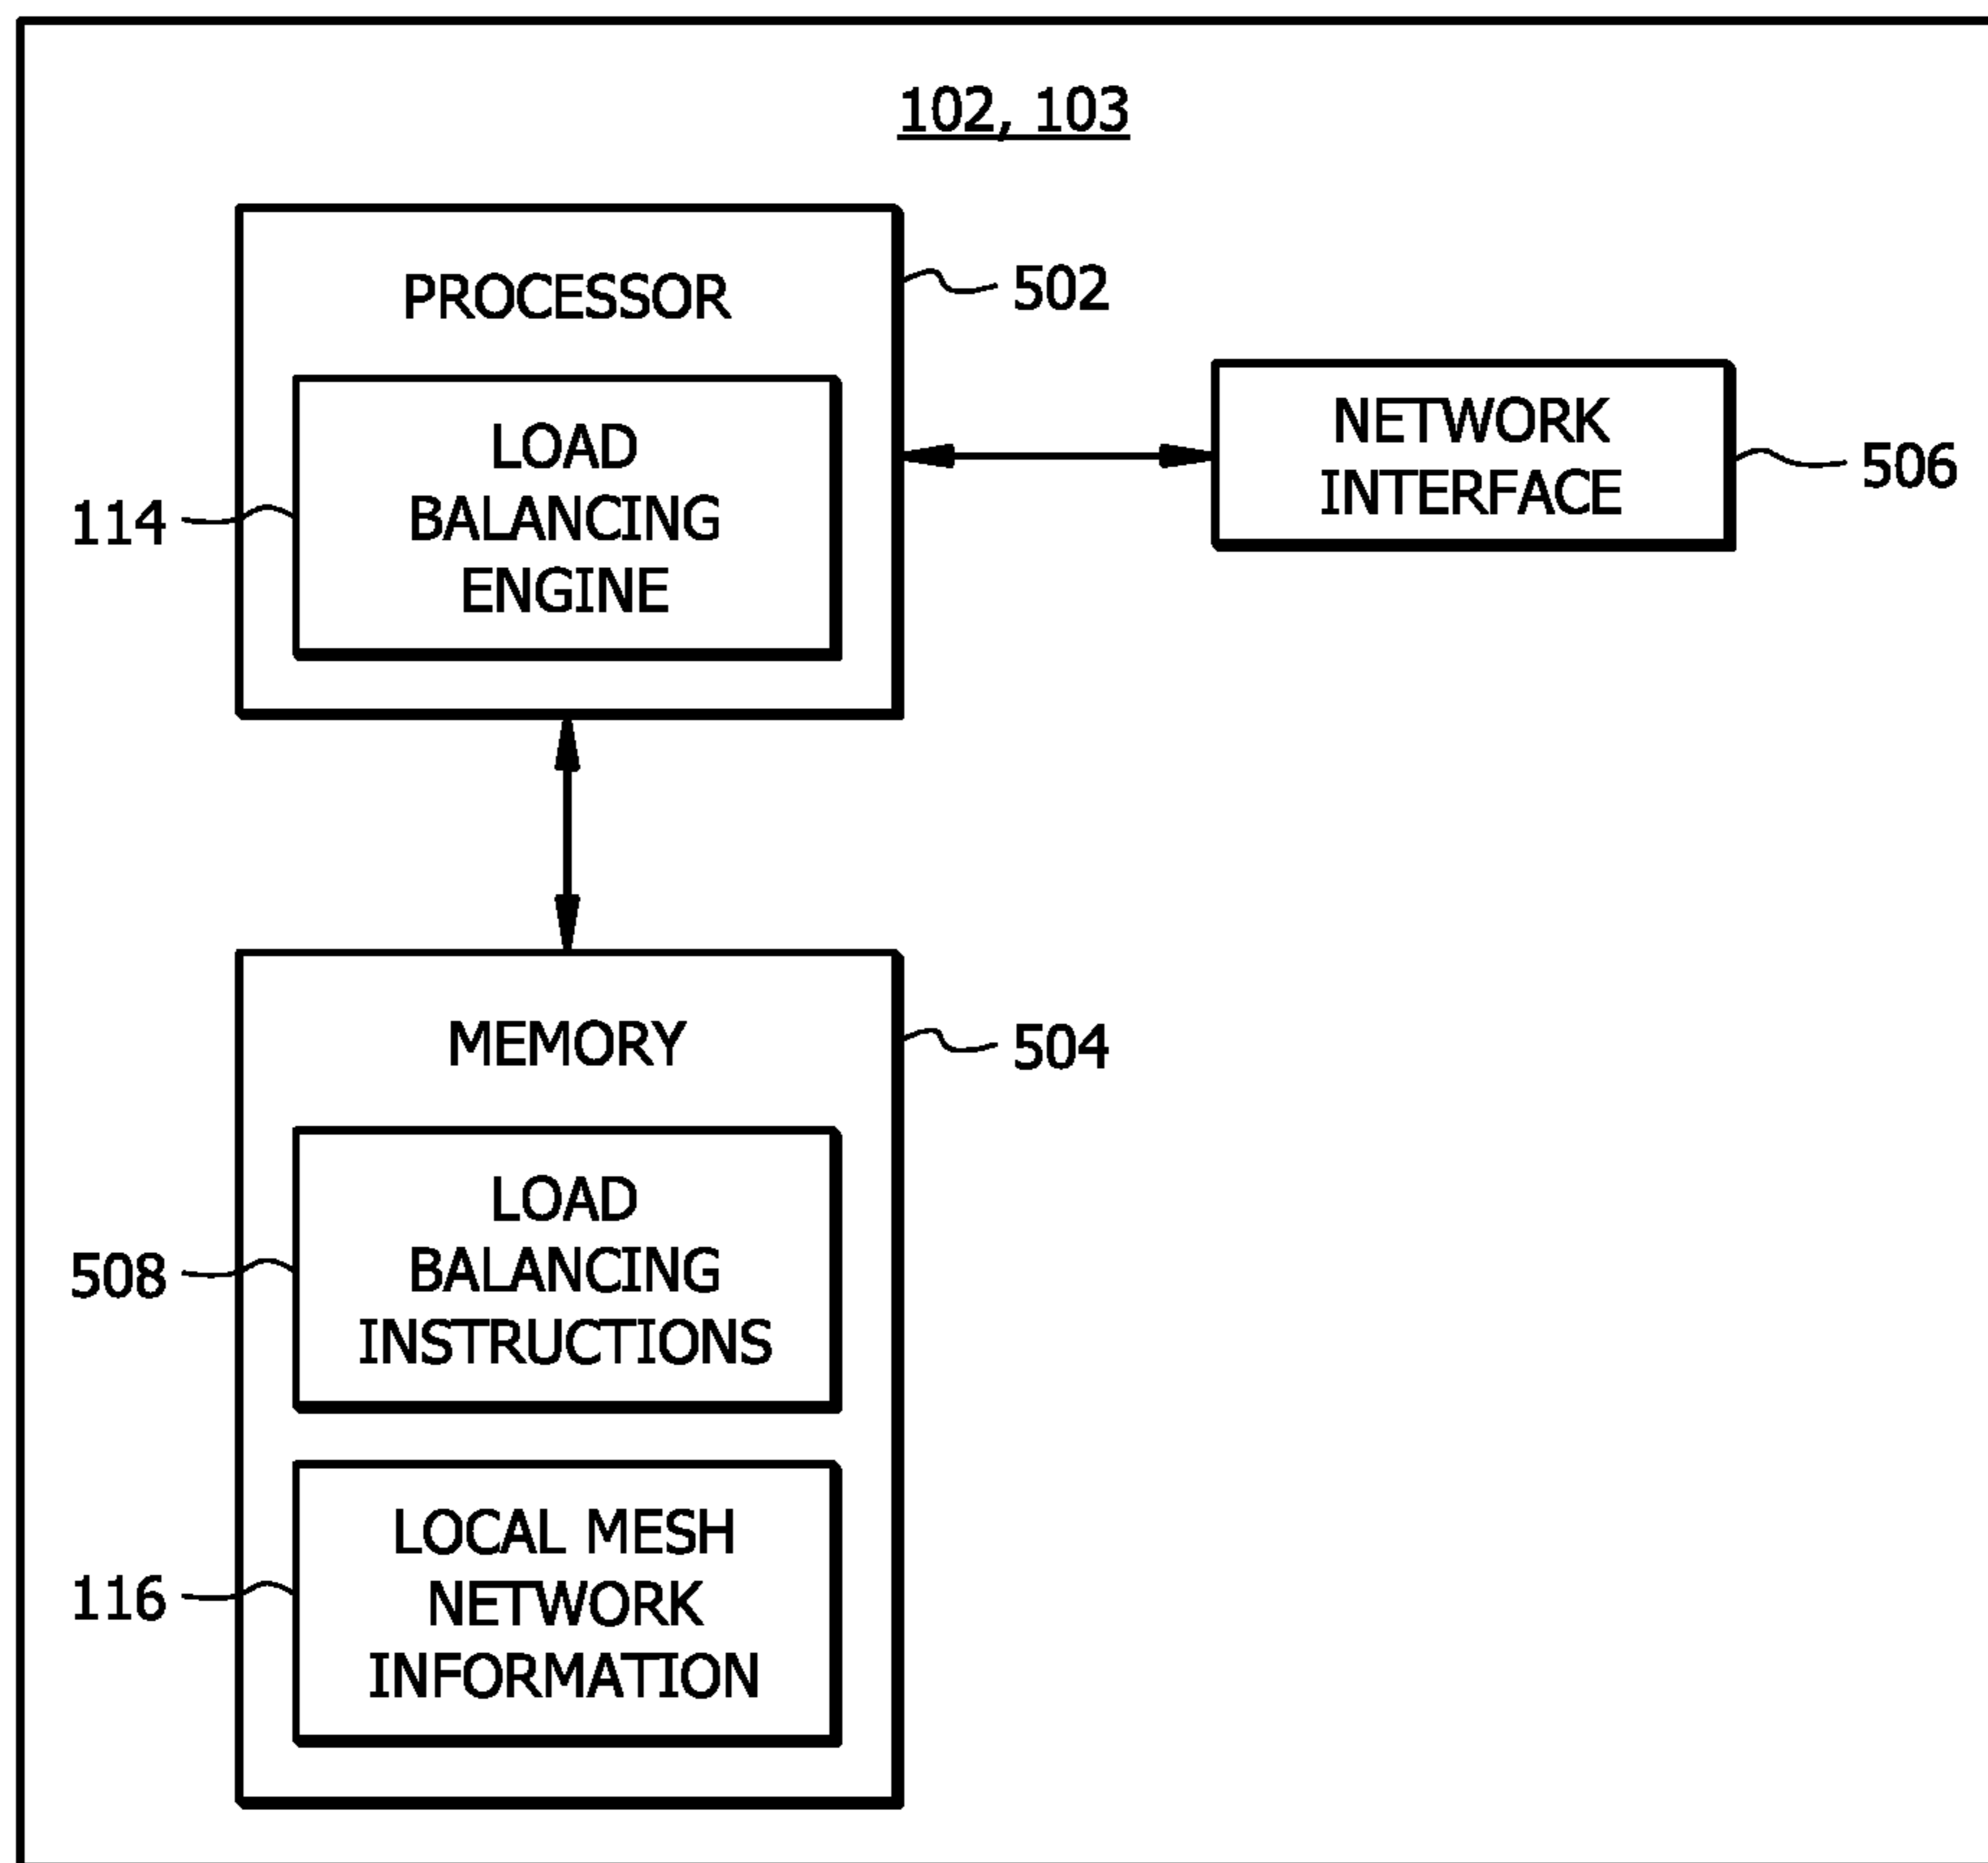 102, 103
PROCESSOR
502
LOAD
BALANCING
ENGINE
114
NETWORK
INTERFACE
506
MEMORY
504
LOAD
BALANCING
INSTRUCTIONS
508
LOCAL MESH
NETWORK
INFORMATION
116